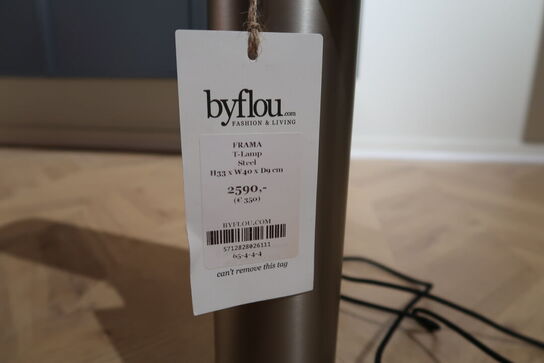 byflou.com
FASHION & LIVING
FRAMA
T-Lamp
Steel
H33 x W40 x D9 cm
2590,-
(€ 350)
BYFLOU.COM
5712828026131
65-4-4-4
can't remove this tag